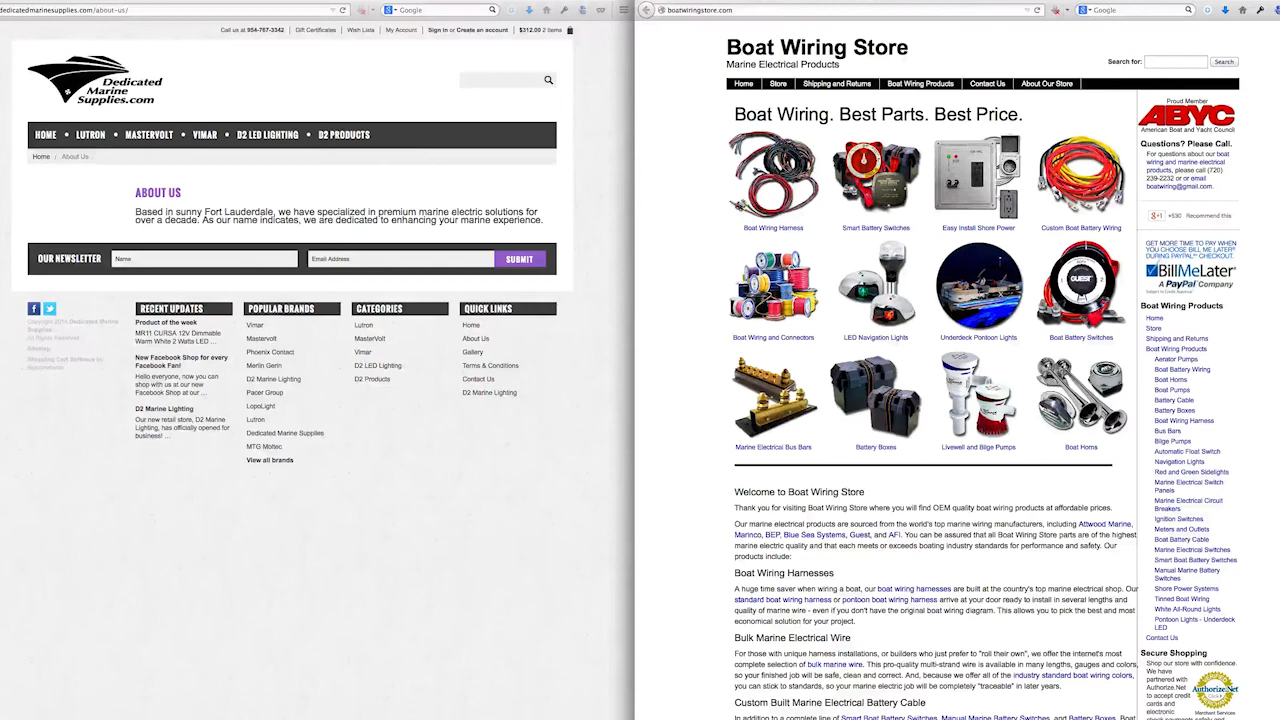 dedicatedmarinesupplies.com/about-us/
Google
Call us at 954-767-3342
Gift Certificates
Wish Lists
My Account
Sign in or Create an account
$312.00 2 items
Dedicated
Marine
Supplies.com
HOME • LUTRON • MASTERVOLT • VIMAR • D2 LED LIGHTING • D2 PRODUCTS
Home / About Us
ABOUT US
Based in sunny Fort Lauderdale, we have specialized in premium marine electric solutions for
over a decade. As our name indicates, we are dedicated to enhancing your marine experience.
OUR NEWSLETTER
Name
Email Address
SUBMIT
Copyright 2014 Dedicated Marine
Supplies.
All Rights Reserved.
Sitemap
Shopping Cart Software by
Bigcommerce
RECENT UPDATES
Product of the week
MR11 CURSA 12V Dimmable
Warm White 2 Watts LED ...
New Facebook Shop for every
Facebook Fan!
Hello everyone, now you can
shop with us at our new
Facebook Shop at our ...
D2 Marine Lighting
Our new retail store, D2 Marine
Lighting, has officially opened for
business! ...
POPULAR BRANDS
Vimar
Mastervolt
Phoenix Contact
Merlin Gerin
D2 Marine Lighting
Pacer Group
LopoLight
Lutron
Dedicated Marine Supplies
MTG Moltec
View all brands
CATEGORIES
Lutron
MasterVolt
Vimar
D2 LED Lighting
D2 Products
QUICK LINKS
Home
About Us
Gallery
Terms & Conditions
Contact Us
D2 Marine Lighting
boatwiringstore.com
Google
Boat Wiring Store
Marine Electrical Products
Search for:
Search
Home
Store
Shipping and Returns
Boat Wiring Products
Contact Us
About Our Store
Boat Wiring. Best Parts. Best Price.
Boat Wiring Harness
Smart Battery Switches
Easy Install Shore Power
Custom Boat Battery Wiring
GUEST
Boat Wiring and Connectors
LED Navigation Lights
Underdeck Pontoon Lights
Boat Battery Switches
Marine Electrical Bus Bars
Battery Boxes
Livewell and Bilge Pumps
Boat Horns
Welcome to Boat Wiring Store
Thank you for visiting Boat Wiring Store where you will find OEM quality boat wiring products at affordable prices.
Our marine electrical products are sourced from the world's top marine wiring manufacturers, including Attwood Marine,
Marinco, BEP, Blue Sea Systems, Guest, and AFI. You can be assured that all Boat Wiring Store parts are of the highest
marine electric quality and that each meets or exceeds boating industry standards for performance and safety. Our
products include:
Boat Wiring Harnesses
A huge time saver when wiring a boat, our boat wiring harnesses are built at the country's top marine electrical shop. Our
standard boat wiring harness or pontoon boat wiring harness arrive at your door ready to install in several lengths and
quality of marine wire - even if you don't have the original boat wiring diagram. This allows you to pick the best and most
economical solution for your project.
Bulk Marine Electrical Wire
For those with unique harness installations, or builders who just prefer to "roll their own", we offer the internet's most
complete selection of bulk marine wire. This pro-quality multi-strand wire is available in many lengths, gauges and colors,
so your finished job will be safe, clean and correct. And, because we offer all of the industry standard boat wiring colors,
you can stick to standards, so your marine electric job will be completely "traceable" in later years.
Custom Built Marine Electrical Battery Cable
In addition to a complete line of Smart Boat Battery Switches, Manual Marine Battery Switches, and Battery Boxes, Boat
Proud Member
ABYC
American Boat and Yacht Council
Questions? Please Call.
For questions about our boat
wiring and marine electrical
products, please call (720)
239-2232 or or email
boatwiring@gmail.com.
g+1 +530 Recommend this
GET MORE TIME TO PAY WHEN
YOU CHOOSE BILL ME LATER®
DURING PAYPAL® CHECKOUT.
BillMeLater®
A PayPal Company
Subject to Credit Approval.
Boat Wiring Products
Home
Store
Shipping and Returns
Boat Wiring Products
Aerator Pumps
Boat Battery Wiring
Boat Horns
Boat Pumps
Battery Cable
Battery Boxes
Boat Wiring Harness
Bus Bars
Bilge Pumps
Automatic Float Switch
Navigation Lights
Red and Green Sidelights
Marine Electrical Switch
Panels
Marine Electrical Circuit
Breakers
Ignition Switches
Meters and Outlets
Boat Battery Cable
Marine Electrical Switches
Smart Boat Battery Switches
Manual Marine Battery
Switches
Shore Power Systems
Tinned Boat Wiring
White All-Round Lights
Pontoon Lights - Underdeck
LED
Contact Us
Secure Shopping
Shop our store with confidence.
We have
partnered with
Authorize.Net
to accept credit
cards and
electronic
Authorize.Net
Click
Merchant Services